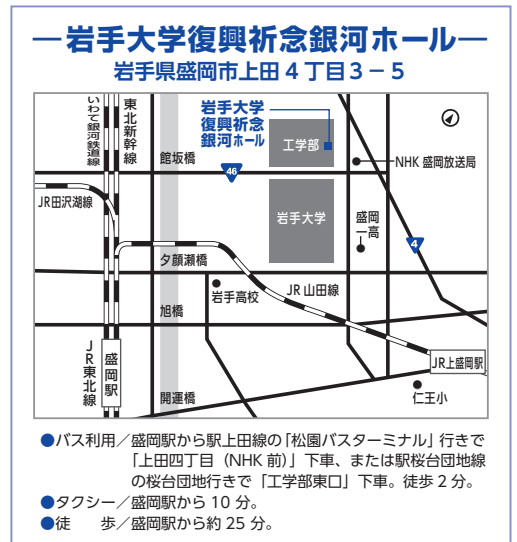 ―岩手大学復興祈念銀河ホール―
岩手県盛岡市上田4丁目3−5
いわて銀河鉄道線
東北新幹線
岩手大学
復興祈念
銀河ホール
工学部
館坂橋
46
NHK 盛岡放送局
JR田沢湖線
岩手大学
盛岡
一高
4
夕顔瀬橋
岩手高校
JR 山田線
旭橋
JR東北線
盛岡駅
JR上盛岡駅
開運橋
仁王小
●バス利用/盛岡駅から駅上田線の「松園バスターミナル」行きで
「上田四丁目(NHK 前)」下車、または駅桜台団地線
の桜台団地行きで「工学部東口」下車。徒歩 2 分。
●タクシー/盛岡駅から 10 分。
●徒　　歩/盛岡駅から約 25 分。